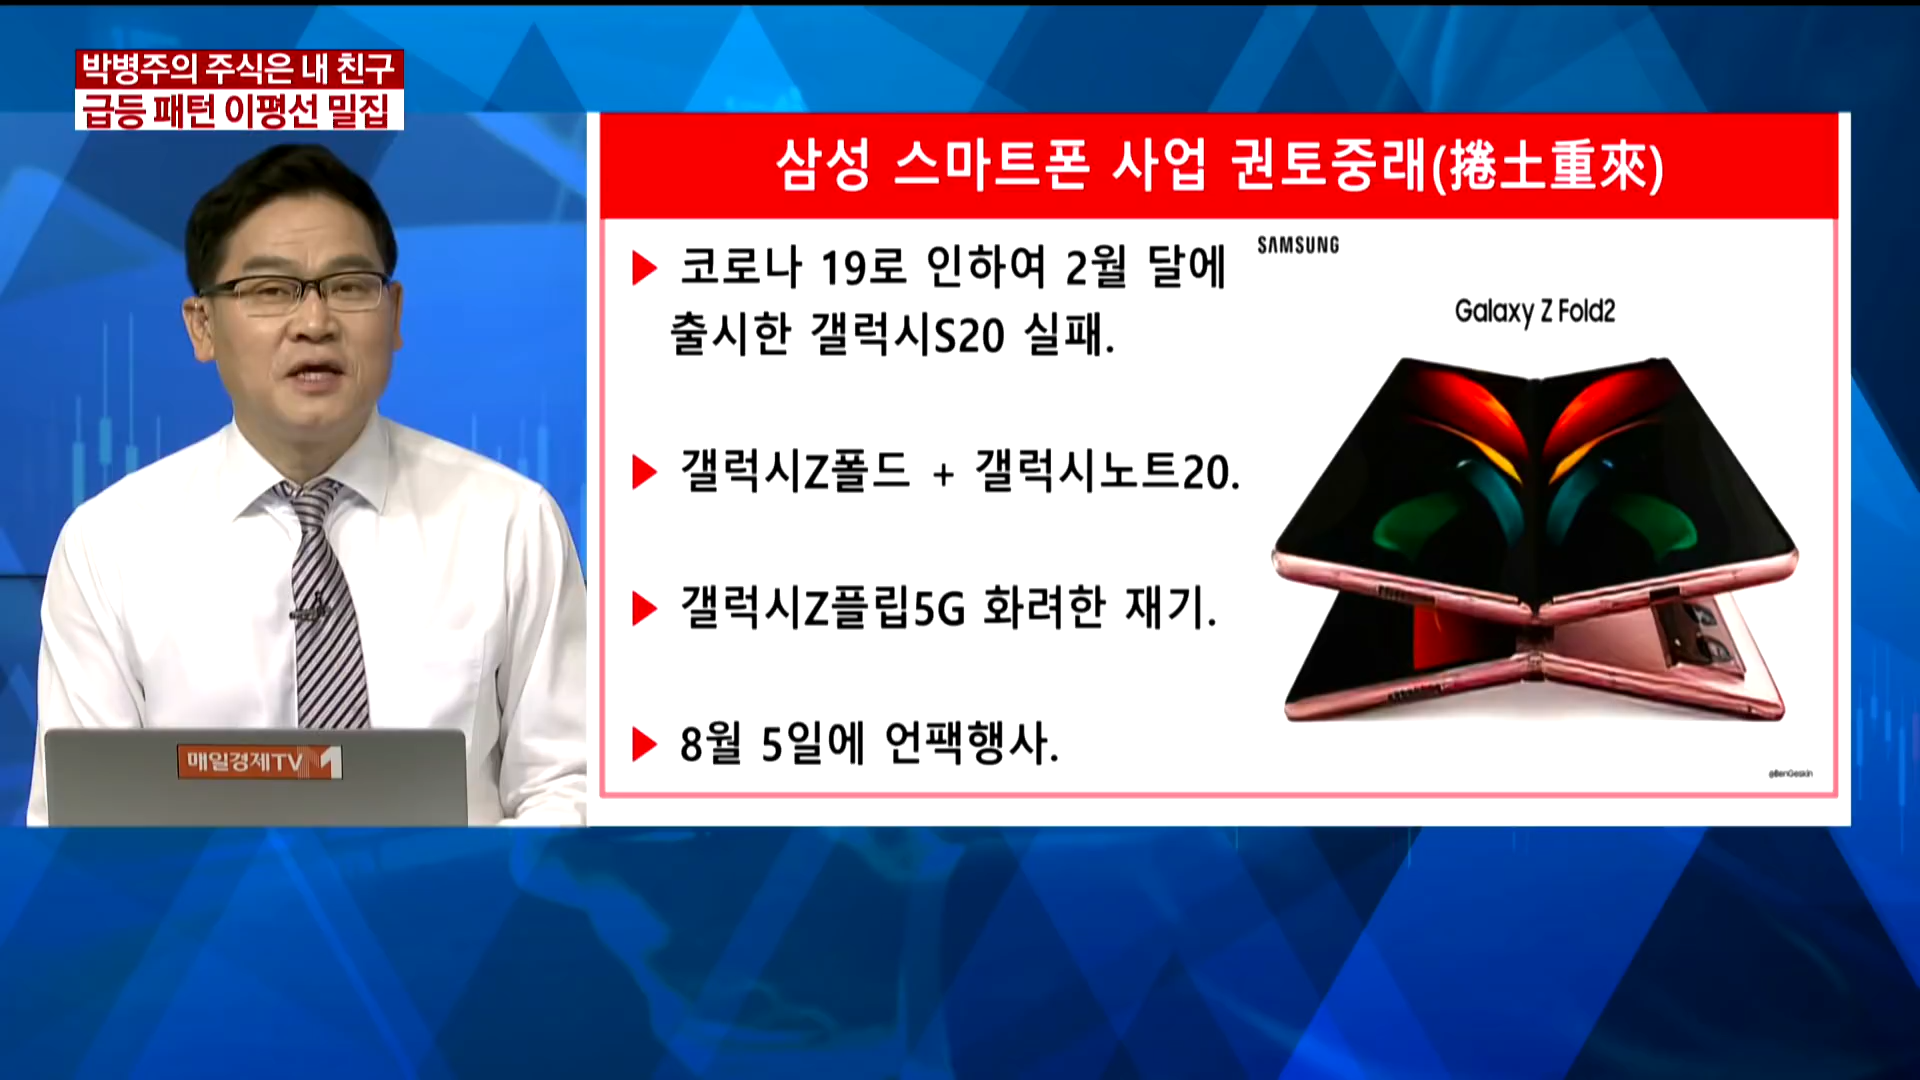 박병주의 주식은 내 친구
급등 패턴 이평선 밀집
삼성 스마트폰 사업 권토중래(捲土重來)
▶ 코로나 19로 인하여 2월 달에
출시한 갤럭시S20 실패.
▶ 갤럭시Z폴드 + 갤럭시노트20.
▶ 갤럭시Z플립5G 화려한 재기.
▶ 8월 5일에 언팩행사.
SAMSUNG
Galaxy Z Fold2
@BenGeskin
매일경제TV